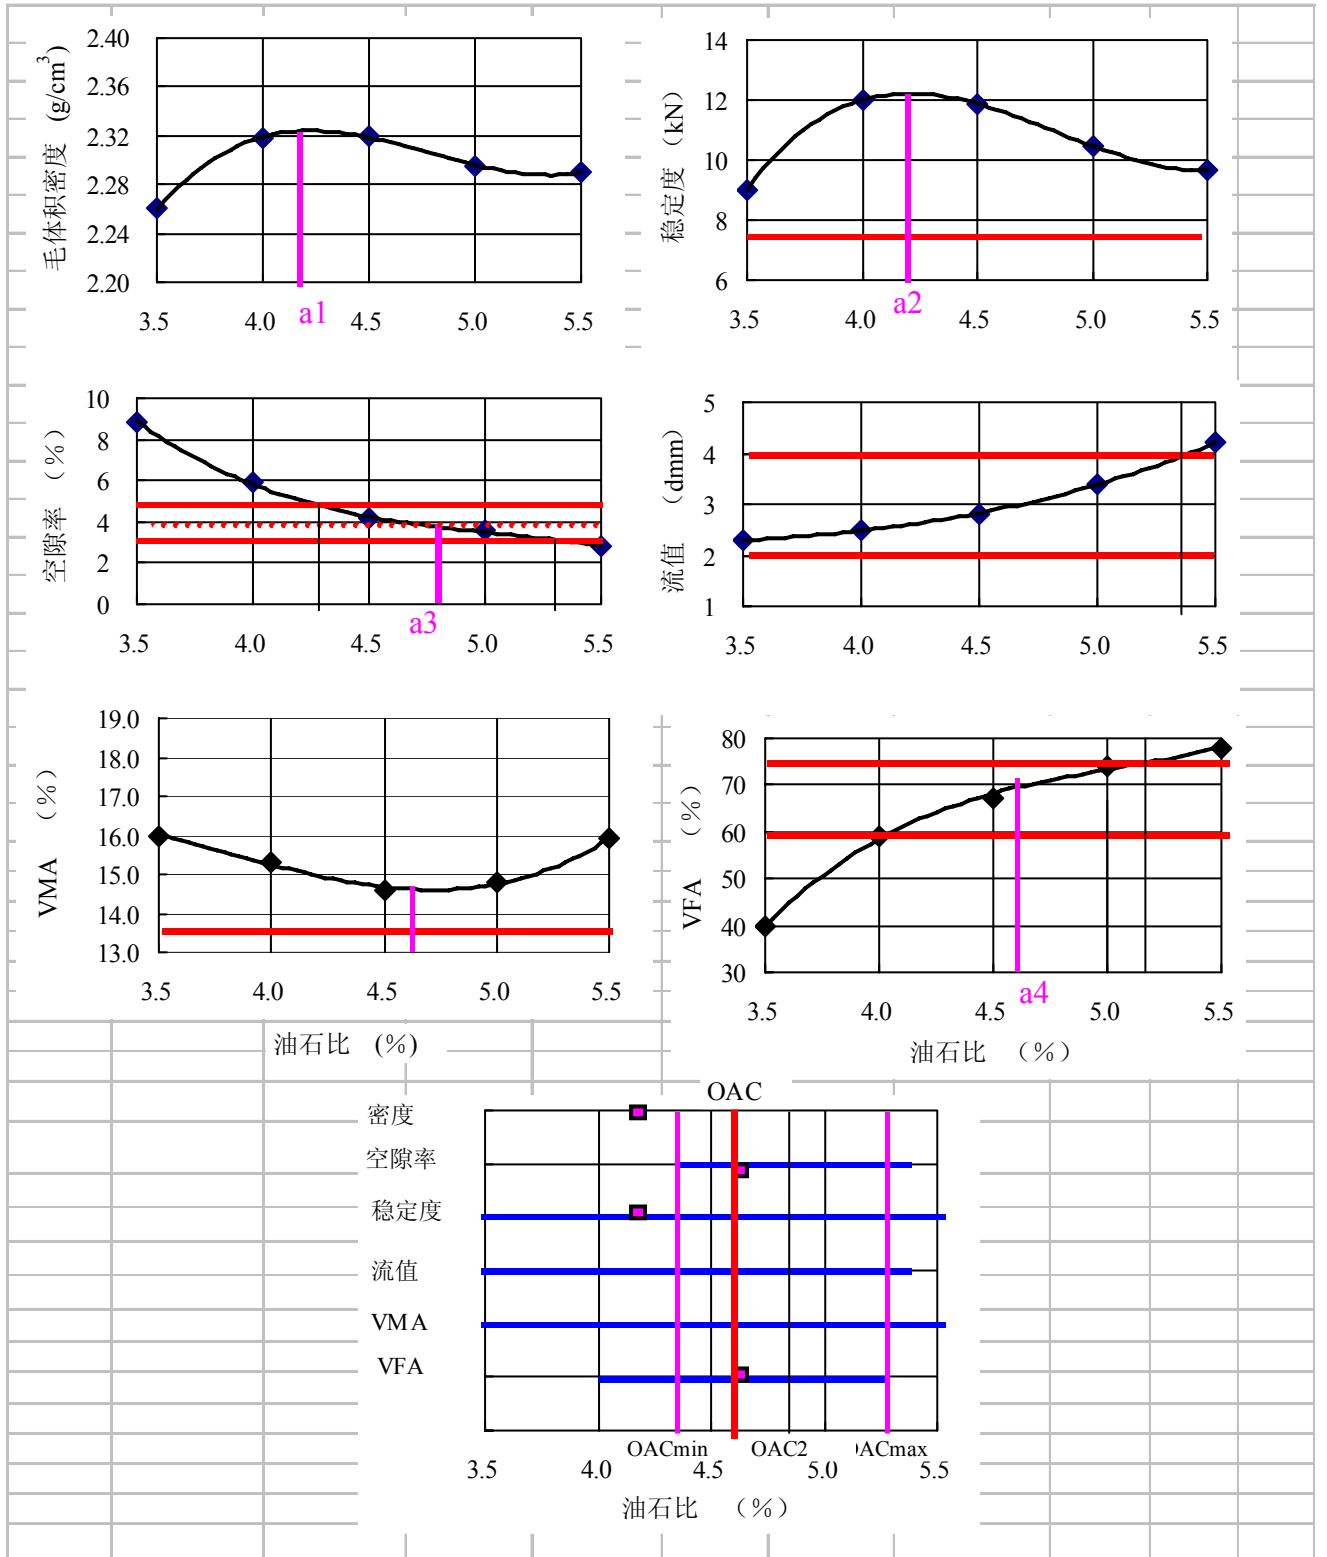 毛体积密度 (g/cm³)
2.40
2.36
2.32
2.28
2.24
2.20
3.5 4.0 4.5 5.0 5.5
a1
稳定度 （kN）
14
12
10
8
6
3.5 4.0 4.5 5.0 5.5
a2
空隙率 （%）
10
8
6
4
2
0
3.5 4.0 4.5 5.0 5.5
a3
流值 （dmm）
5
4
3
2
1
3.5 4.0 4.5 5.0 5.5
VMA （%）
19.0
18.0
17.0
16.0
15.0
14.0
13.0
3.5 4.0 4.5 5.0 5.5
油石比 (%)
VFA （%）
80
70
60
50
40
30
a4
3.5 4.0 4.5 5.0 5.5
油石比 （%）
OAC
密度
空隙率
稳定度
流值
VMA
VFA
OACmin OAC2 OACmax
3.5 4.0 4.5 5.0 5.5
油石比 （%）